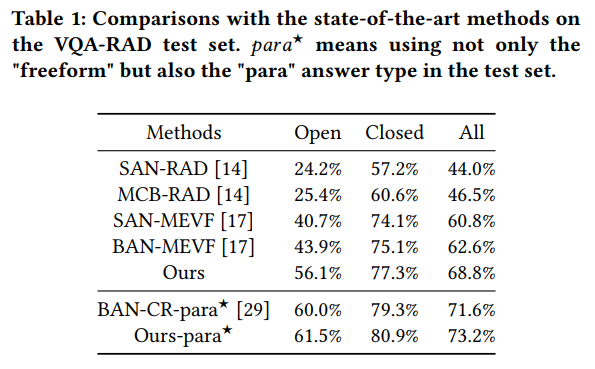 Table 1: Comparisons with the state-of-the-art methods on
the VQA-RAD test set. para★ means using not only the
"freeform" but also the "para" answer type in the test set.
Methods Open Closed All
SAN-RAD [14] 24.2% 57.2% 44.0%
MCB-RAD [14] 25.4% 60.6% 46.5%
SAN-MEVF [17] 40.7% 74.1% 60.8%
BAN-MEVF [17] 43.9% 75.1% 62.6%
Ours 56.1% 77.3% 68.8%
BAN-CR-para★ [29] 60.0% 79.3% 71.6%
Ours-para★ 61.5% 80.9% 73.2%